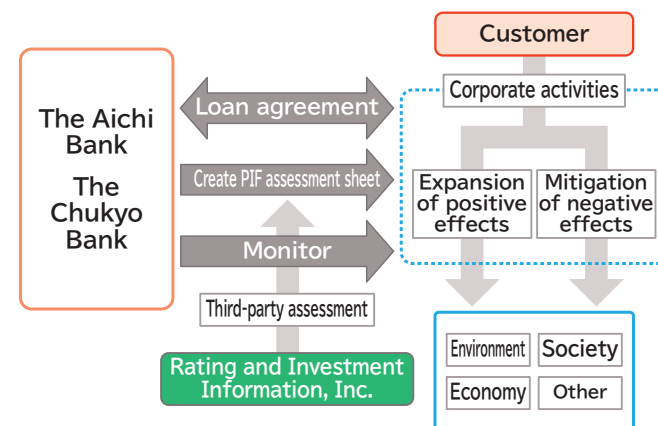 Customer
The Aichi
Bank
The
Chukyo
Bank
Loan agreement
Corporate activities
Create PIF assessment sheet
Expansion
of positive
effects
Mitigation
of negative
effects
Monitor
Third-party assessment
Rating and Investment
Information, Inc.
Environment
Society
Economy
Other